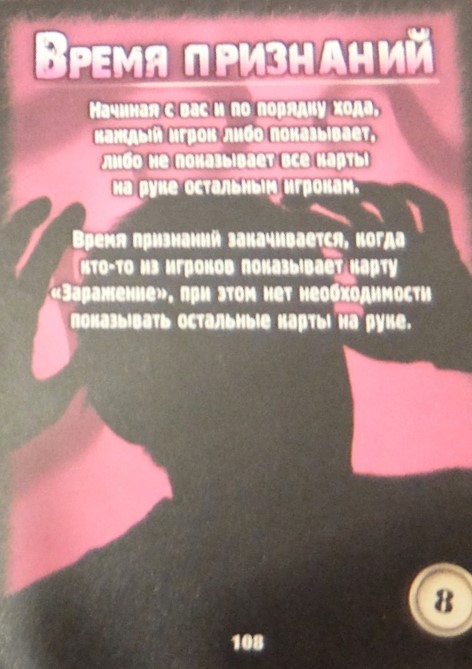 Время признаний
Начиная с вас и по порядку хода,
каждый игрок либо показывает,
либо не показывает все карты
на руке остальным игрокам.
Время признаний заканчивается, когда
кто-то из игроков показывает карту
«Заражение», при этом нет необходимости
показывать остальные карты на руке.
8
108